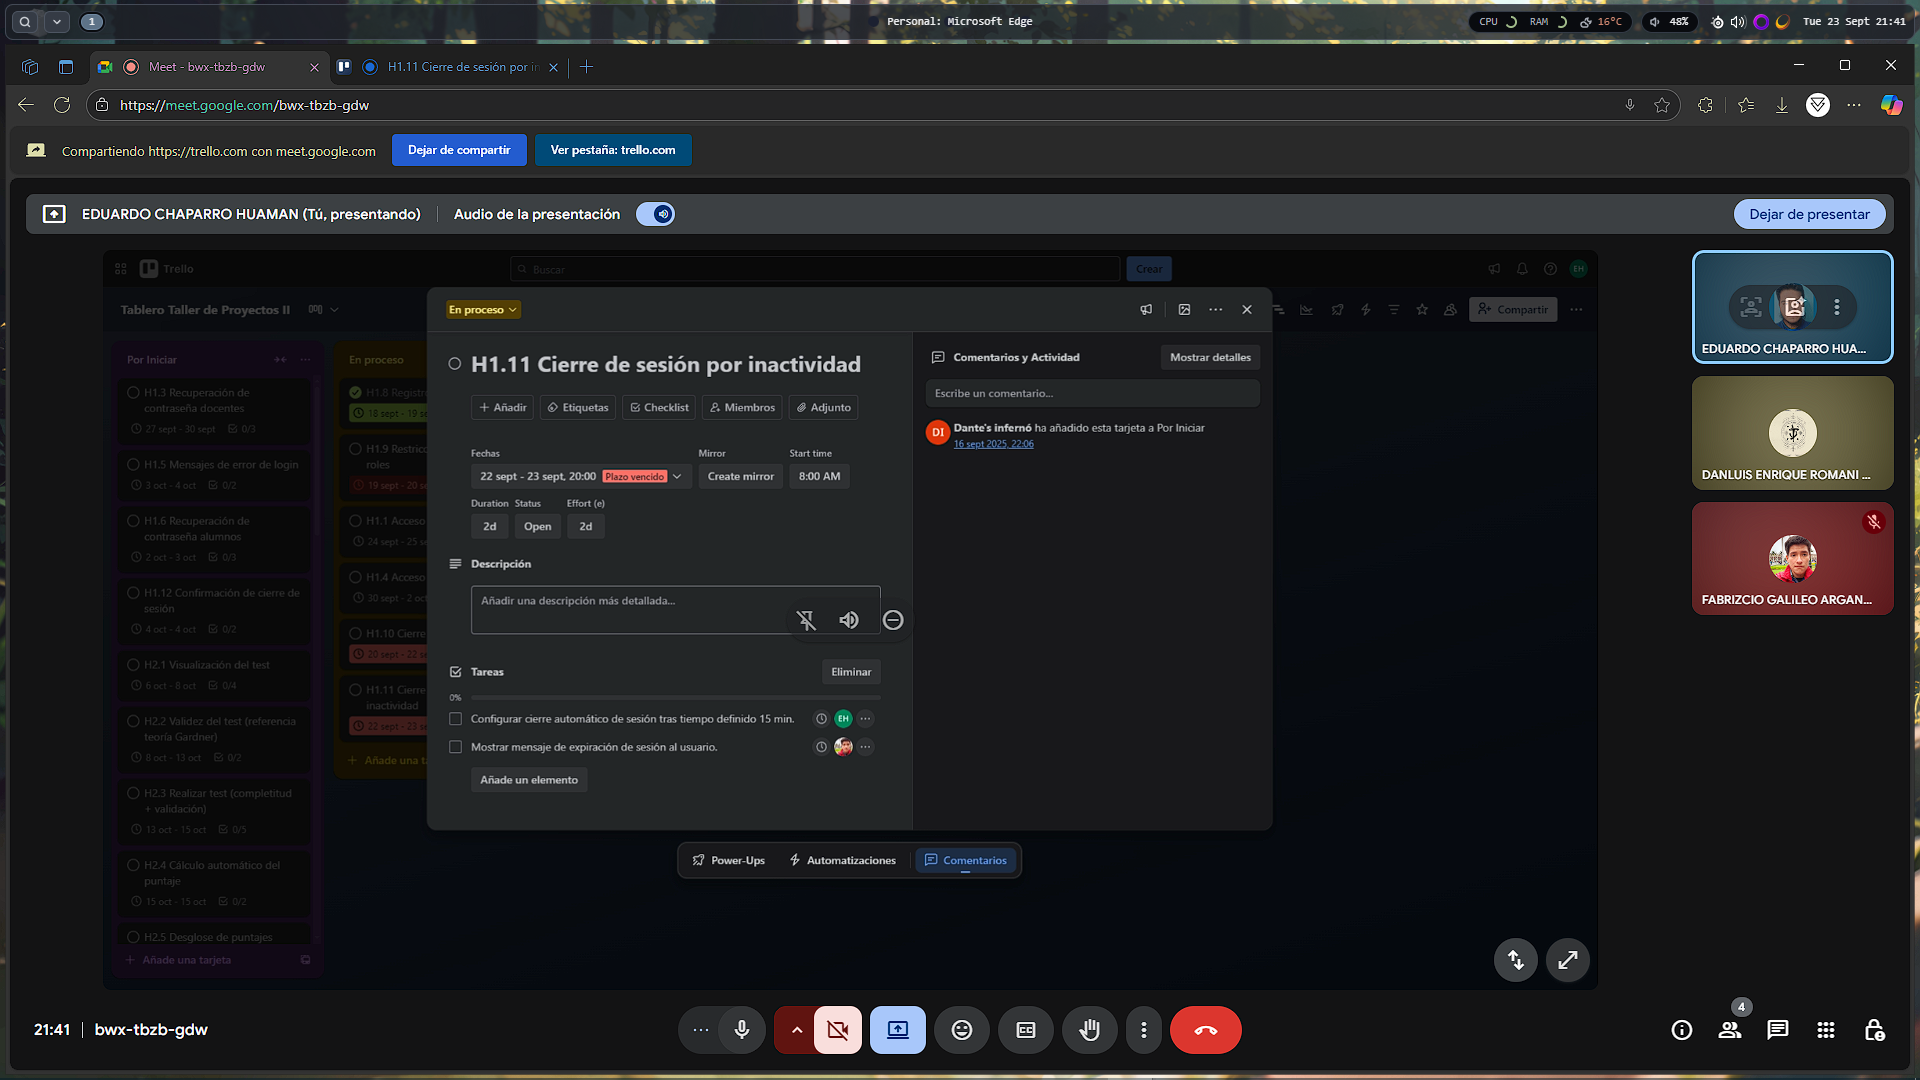 1
Personal: Microsoft Edge
CPU
RAM
16°C
48%
Tue 23 Sept 21:41
Meet - bwx-tbzb-gdw
H1.11 Cierre de sesión por in
https://meet.google.com/bwx-tbzb-gdw
Compartiendo https://trello.com con meet.google.com
Dejar de compartir
Ver pestaña: trello.com
EDUARDO CHAPARRO HUAMAN (Tú, presentando)
Audio de la presentación
Dejar de presentar
Trello
Buscar
Crear
EH
Tablero Taller de Proyectos II
Compartir
Por Iniciar
H1.3 Recuperación de
contraseña docentes
27 sept - 30 sept
0/3
H1.5 Mensajes de error de login
3 oct - 4 oct
0/2
H1.6 Recuperación de
contraseña alumnos
2 oct - 3 oct
0/3
H1.12 Confirmación de cierre de
sesión
4 oct - 4 oct
0/2
H2.1 Visualización del test
6 oct - 8 oct
0/4
H2.2 Validez del test (referencia
teoría Gardner)
8 oct - 13 oct
0/2
H2.3 Realizar test (completitud
+ validación)
13 oct - 15 oct
0/5
H2.4 Cálculo automático del
puntaje
15 oct - 15 oct
0/2
H2.5 Desglose de puntajes
Añade una tarjeta
En proceso
H1.8 Registro
18 sept - 19 se
H1.9 Restricc
roles
19 sept - 20 se
H1.1 Acceso
24 sept - 25 se
H1.4 Acceso
30 sept - 2 oct
H1.10 Cierre
20 sept - 22 se
H1.11 Cierre
inactividad
22 sept - 23 se
Añade una t
En proceso
H1.11 Cierre de sesión por inactividad
Añadir
Etiquetas
Checklist
Miembros
Adjunto
Fechas
Mirror
Start time
22 sept - 23 sept, 20:00
Plazo vencido
Create mirror
8:00 AM
Duration
Status
Effort (e)
2d
Open
2d
Descripción
Añadir una descripción más detallada...
Tareas
Eliminar
0%
Configurar cierre automático de sesión tras tiempo definido 15 min.
EH
Mostrar mensaje de expiración de sesión al usuario.
Añade un elemento
Comentarios y Actividad
Mostrar detalles
Escribe un comentario...
DI
Dante's infernó ha añadido esta tarjeta a Por Iniciar
16 sept 2025, 22:06
Power-Ups
Automatizaciones
Comentarios
EDUARDO CHAPARRO HUA...
DANLUIS ENRIQUE ROMANI ...
FABRIZCIO GALILEO ARGAN...
21:41
bwx-tbzb-gdw
4